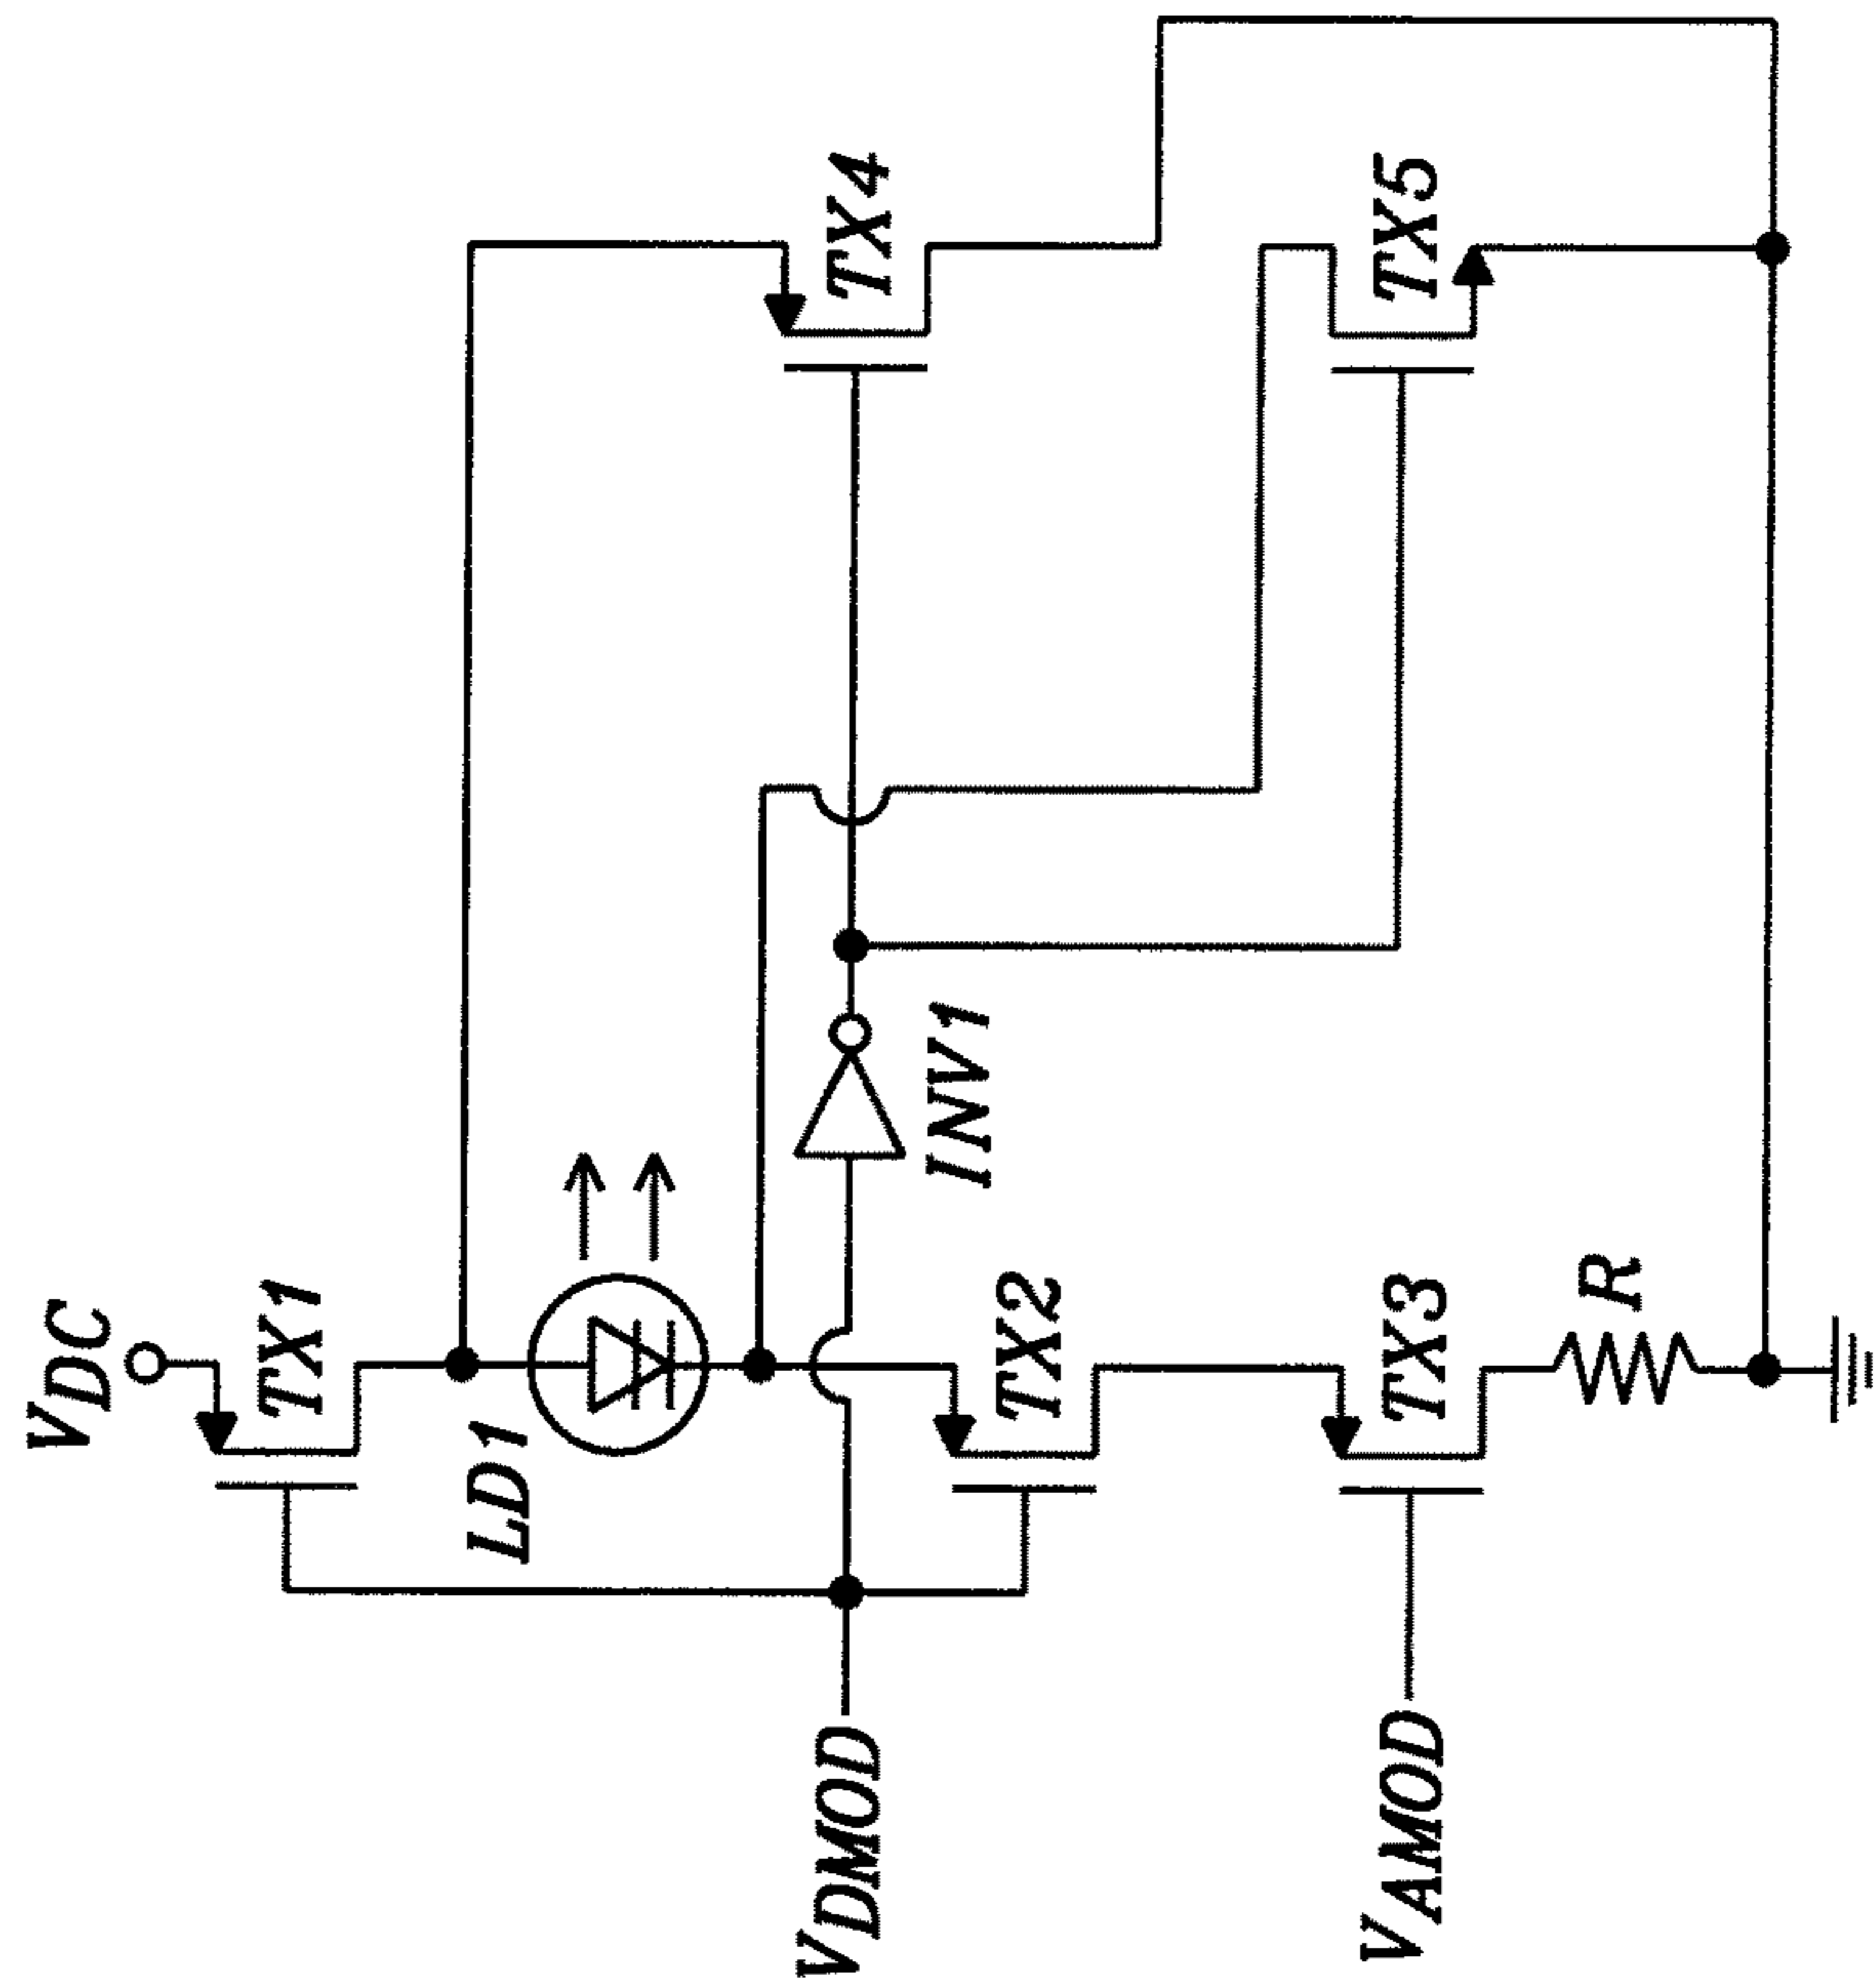 VDC
TX1
LD1
TX4
VDMOD
INV1
TX2
TX5
VAMOD
TX3
R